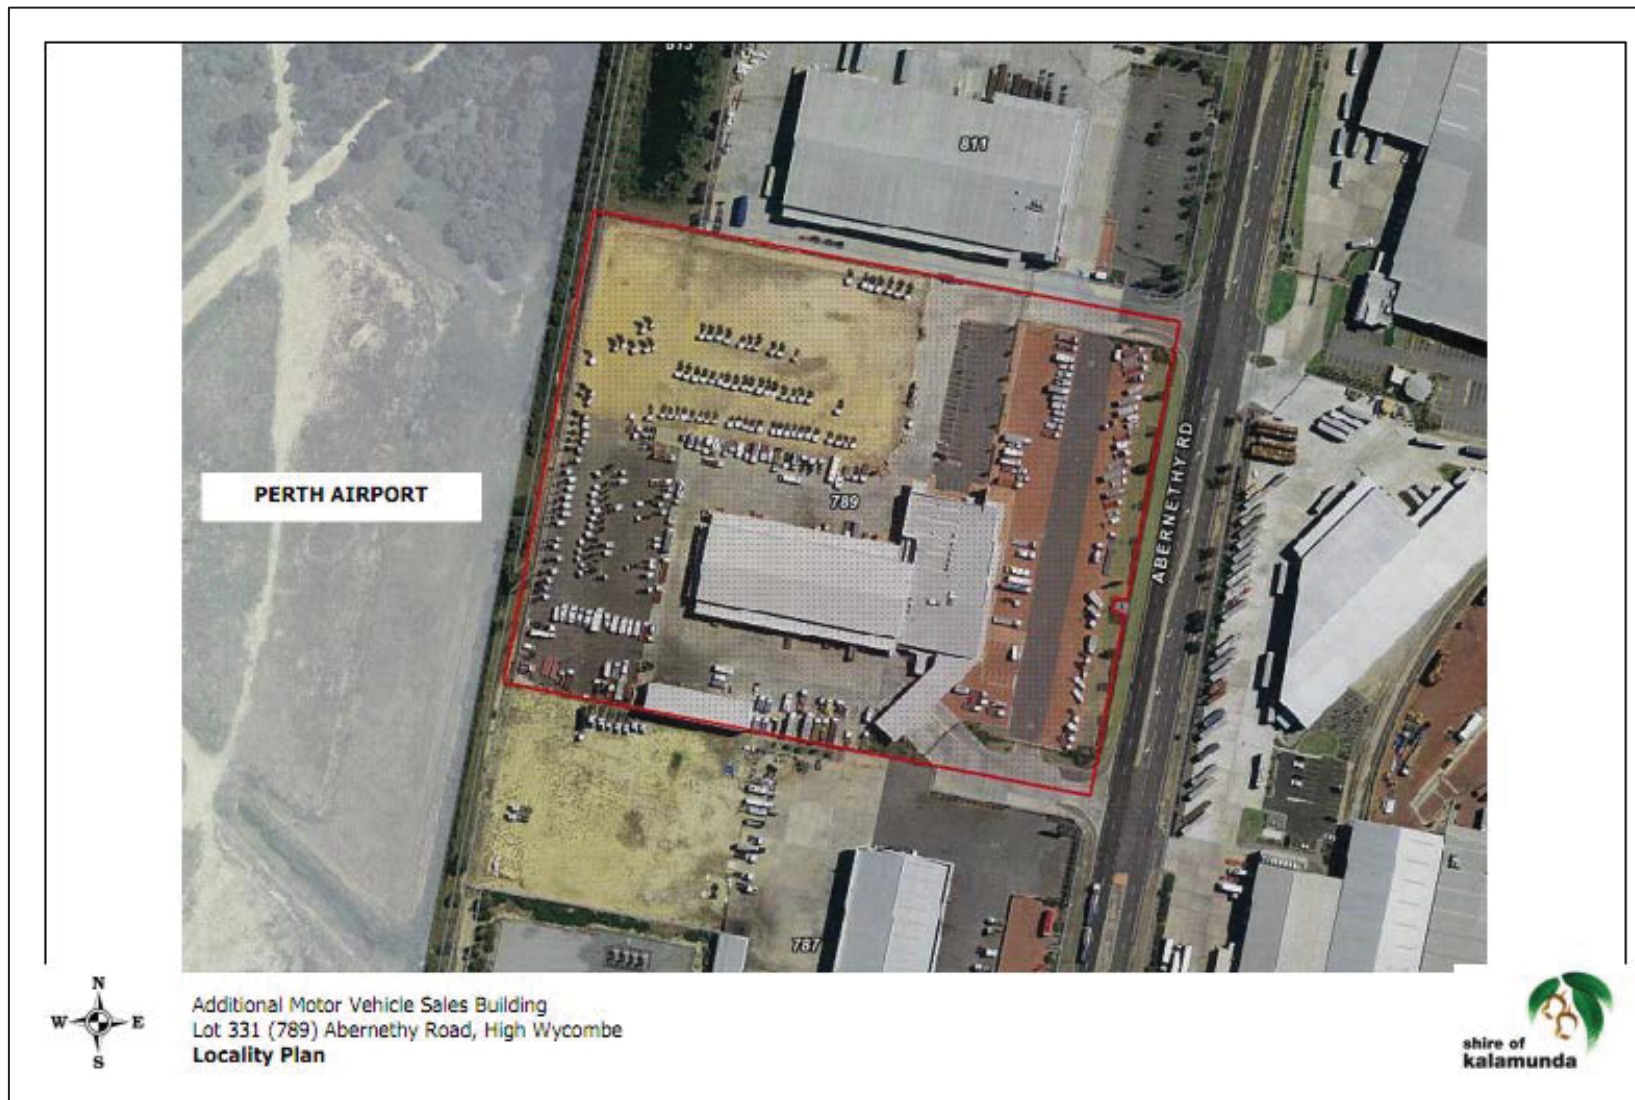 813
811
PERTH AIRPORT
789
ABERNETHY RD
787
N
W E
S
Additional Motor Vehicle Sales Building
Lot 331 (789) Abernethy Road, High Wycombe
Locality Plan
shire of
kalamunda